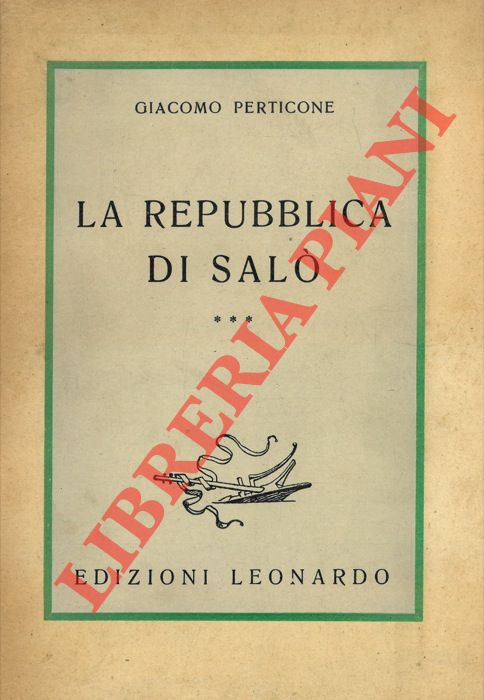 GIACOMO PERTICONE
LA REPUBBLICA
DI SALÒ
***
EDIZIONI LEONARDO
LIBRERIA PIANI